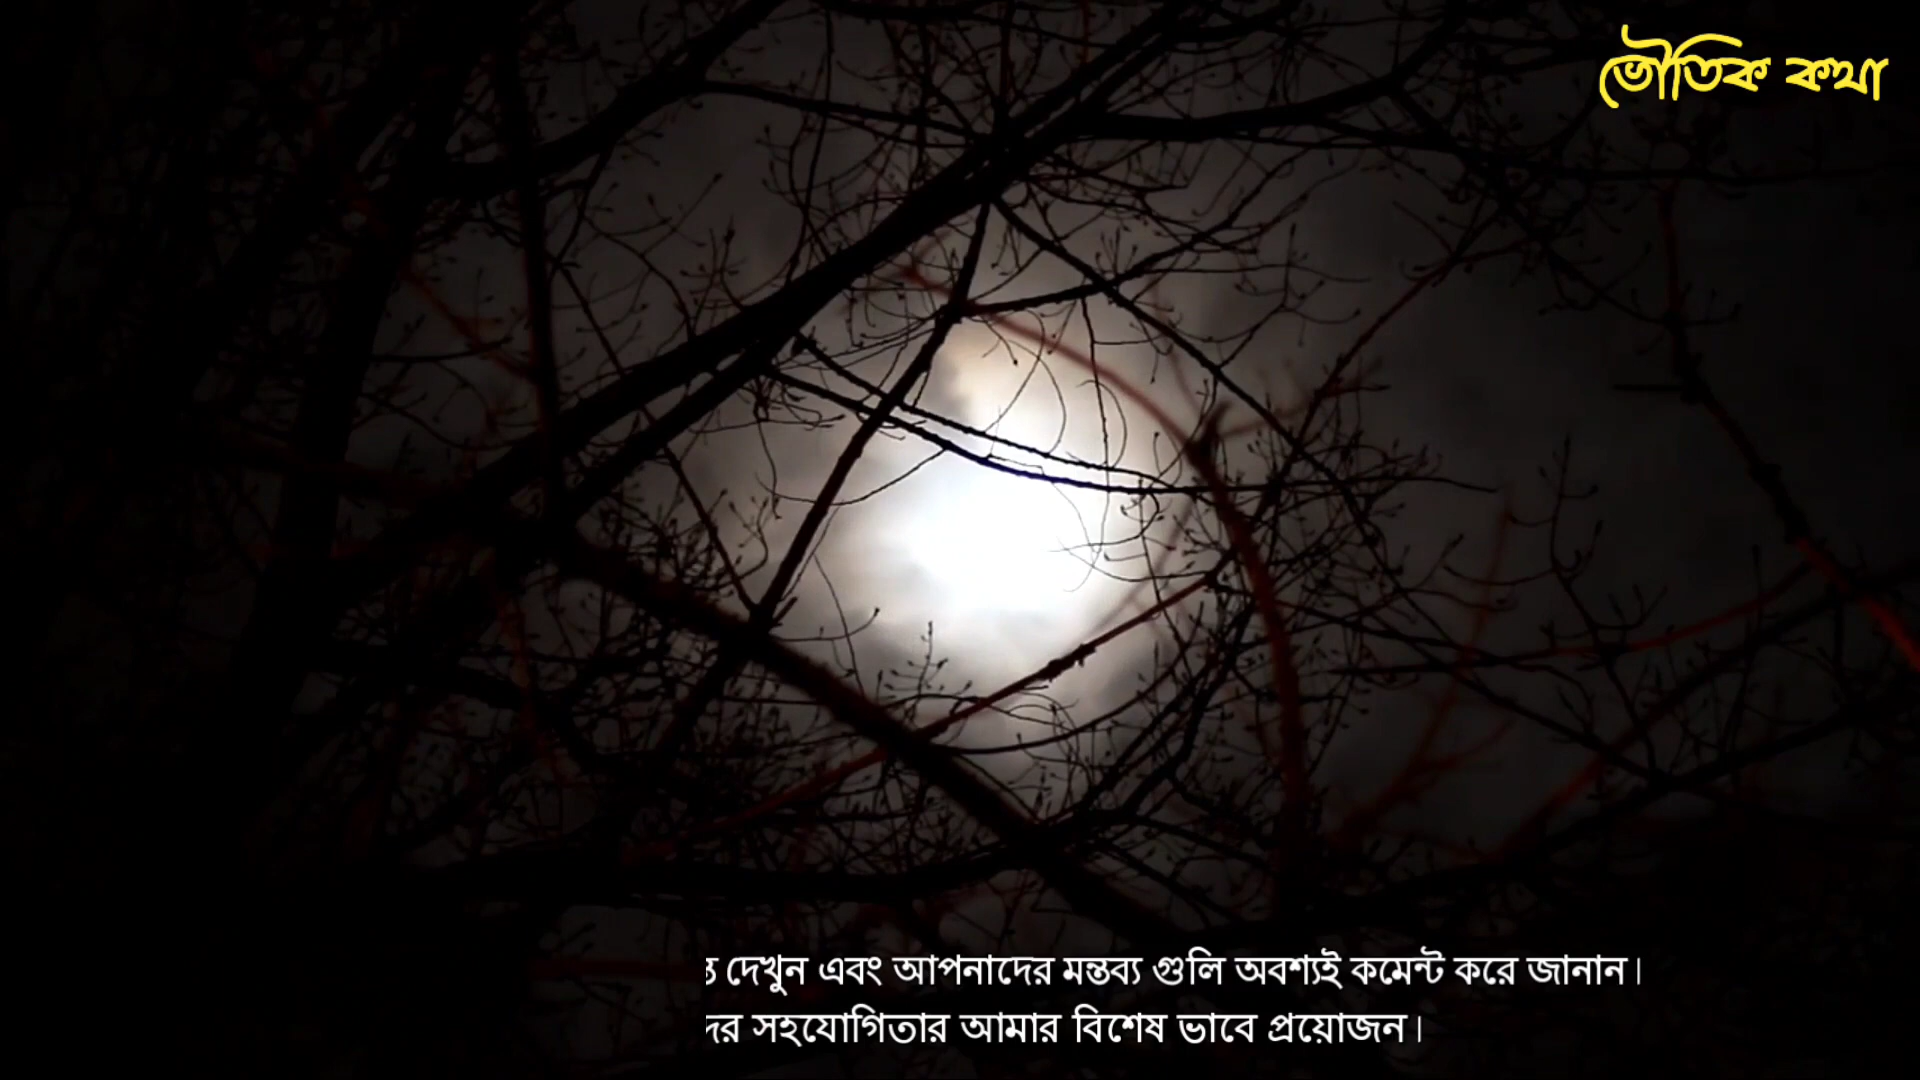 ভৌতিক কথা
দেখুন এবং আপনাদের মন্তব্য গুলি অবশ্যই কমেন্ট করে জানান।
সহযোগিতার আমার বিশেষ ভাবে প্রয়োজন।